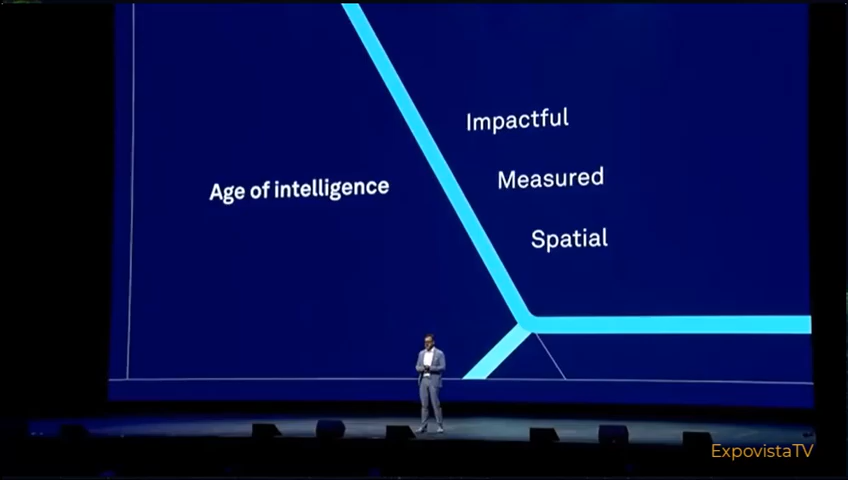 Age of intelligence
Impactful
Measured
Spatial
ExpovistaTV